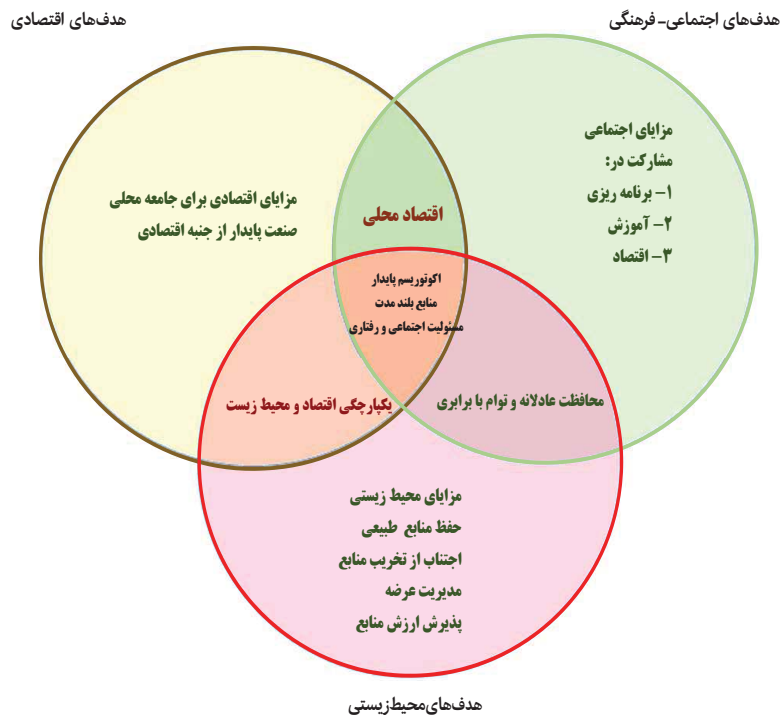 هدف‌های اجتماعی-فرهنگی
هدف‌های اقتصادی
مزایای اجتماعی
مشارکت در:
۱- برنامه ریزی
۲- آموزش
۳- اقتصاد
مزایای اقتصادی برای جامعه محلی
صنعت پایدار از جنبه اقتصادی
اقتصاد محلی
اکوتوریسم پایدار
منابع بلند مدت
مسئولیت اجتماعی و رفتاری
محافظت عادلانه و توام با برابری
یکپارچگی اقتصاد و محیط زیست
مزایای محیط زیستی
حفظ منابع طبیعی
اجتناب از تخریب منابع
مدیریت عرضه
پذیرش ارزش منابع
هدف‌های‌محیط‌زیستی